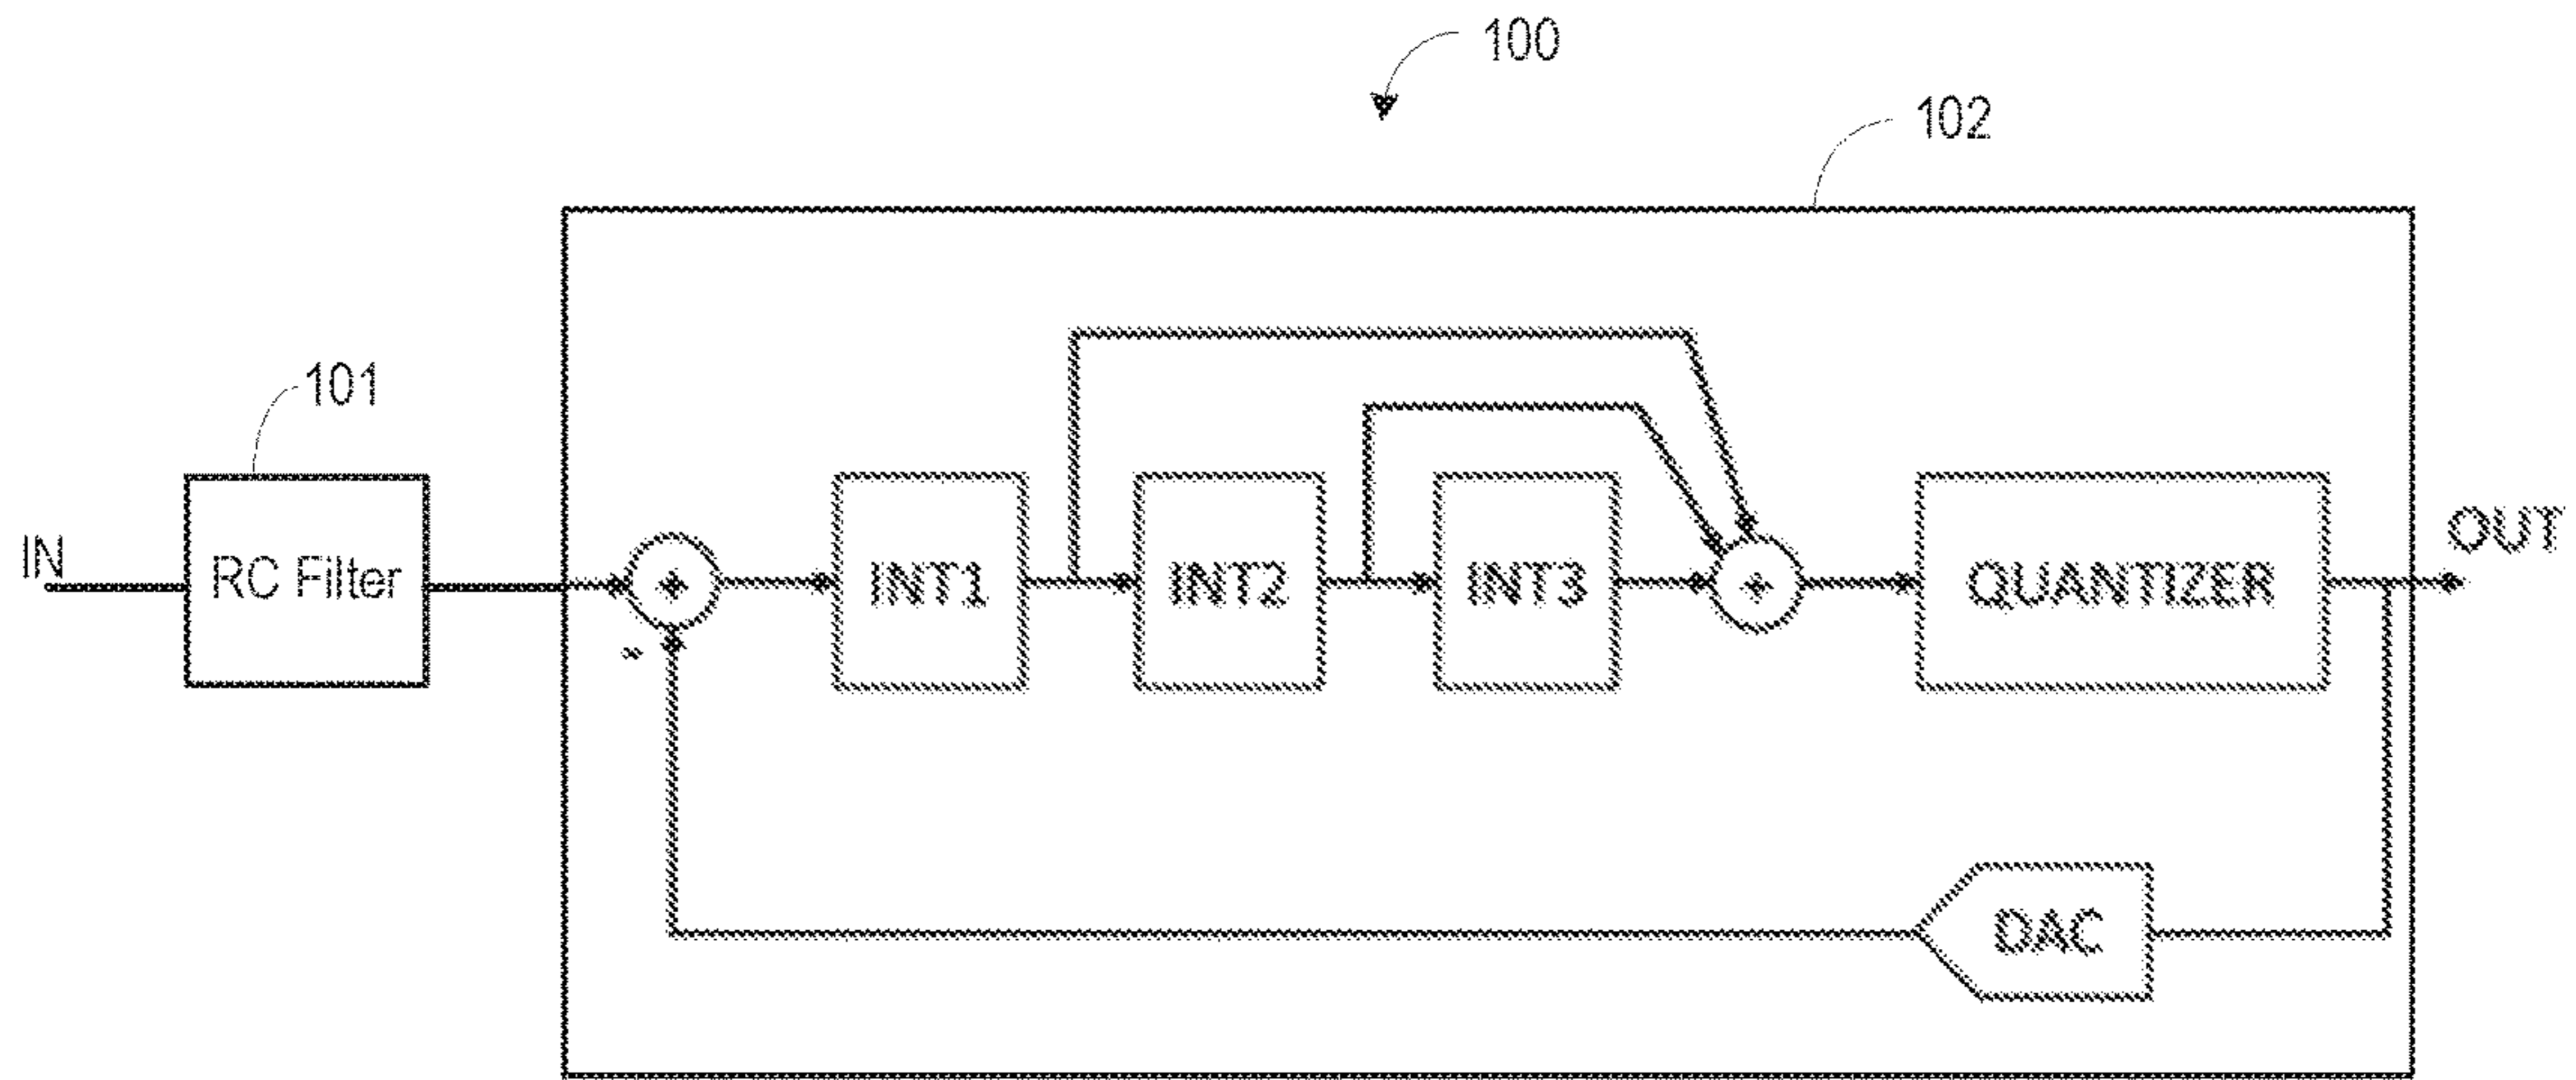 100
102
101
IN
RC Filter
+
-
INT1
INT2
INT3
+
QUANTIZER
OUT
DAC